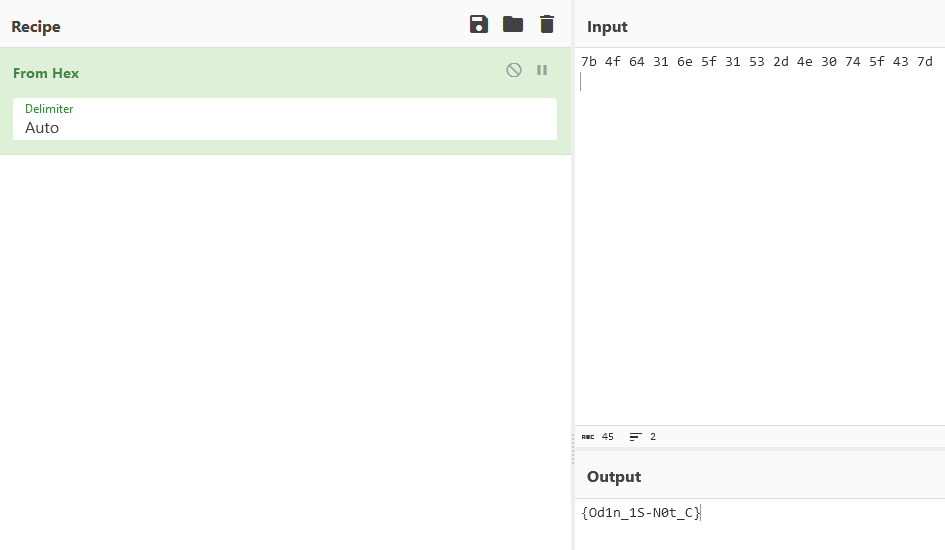 Recipe
From Hex
Delimiter
Auto
Input
7b 4f 64 31 6e 5f 31 53 2d 4e 30 74 5f 43 7d
ABC 45 2
Output
{Od1n_1S-N0t_C}